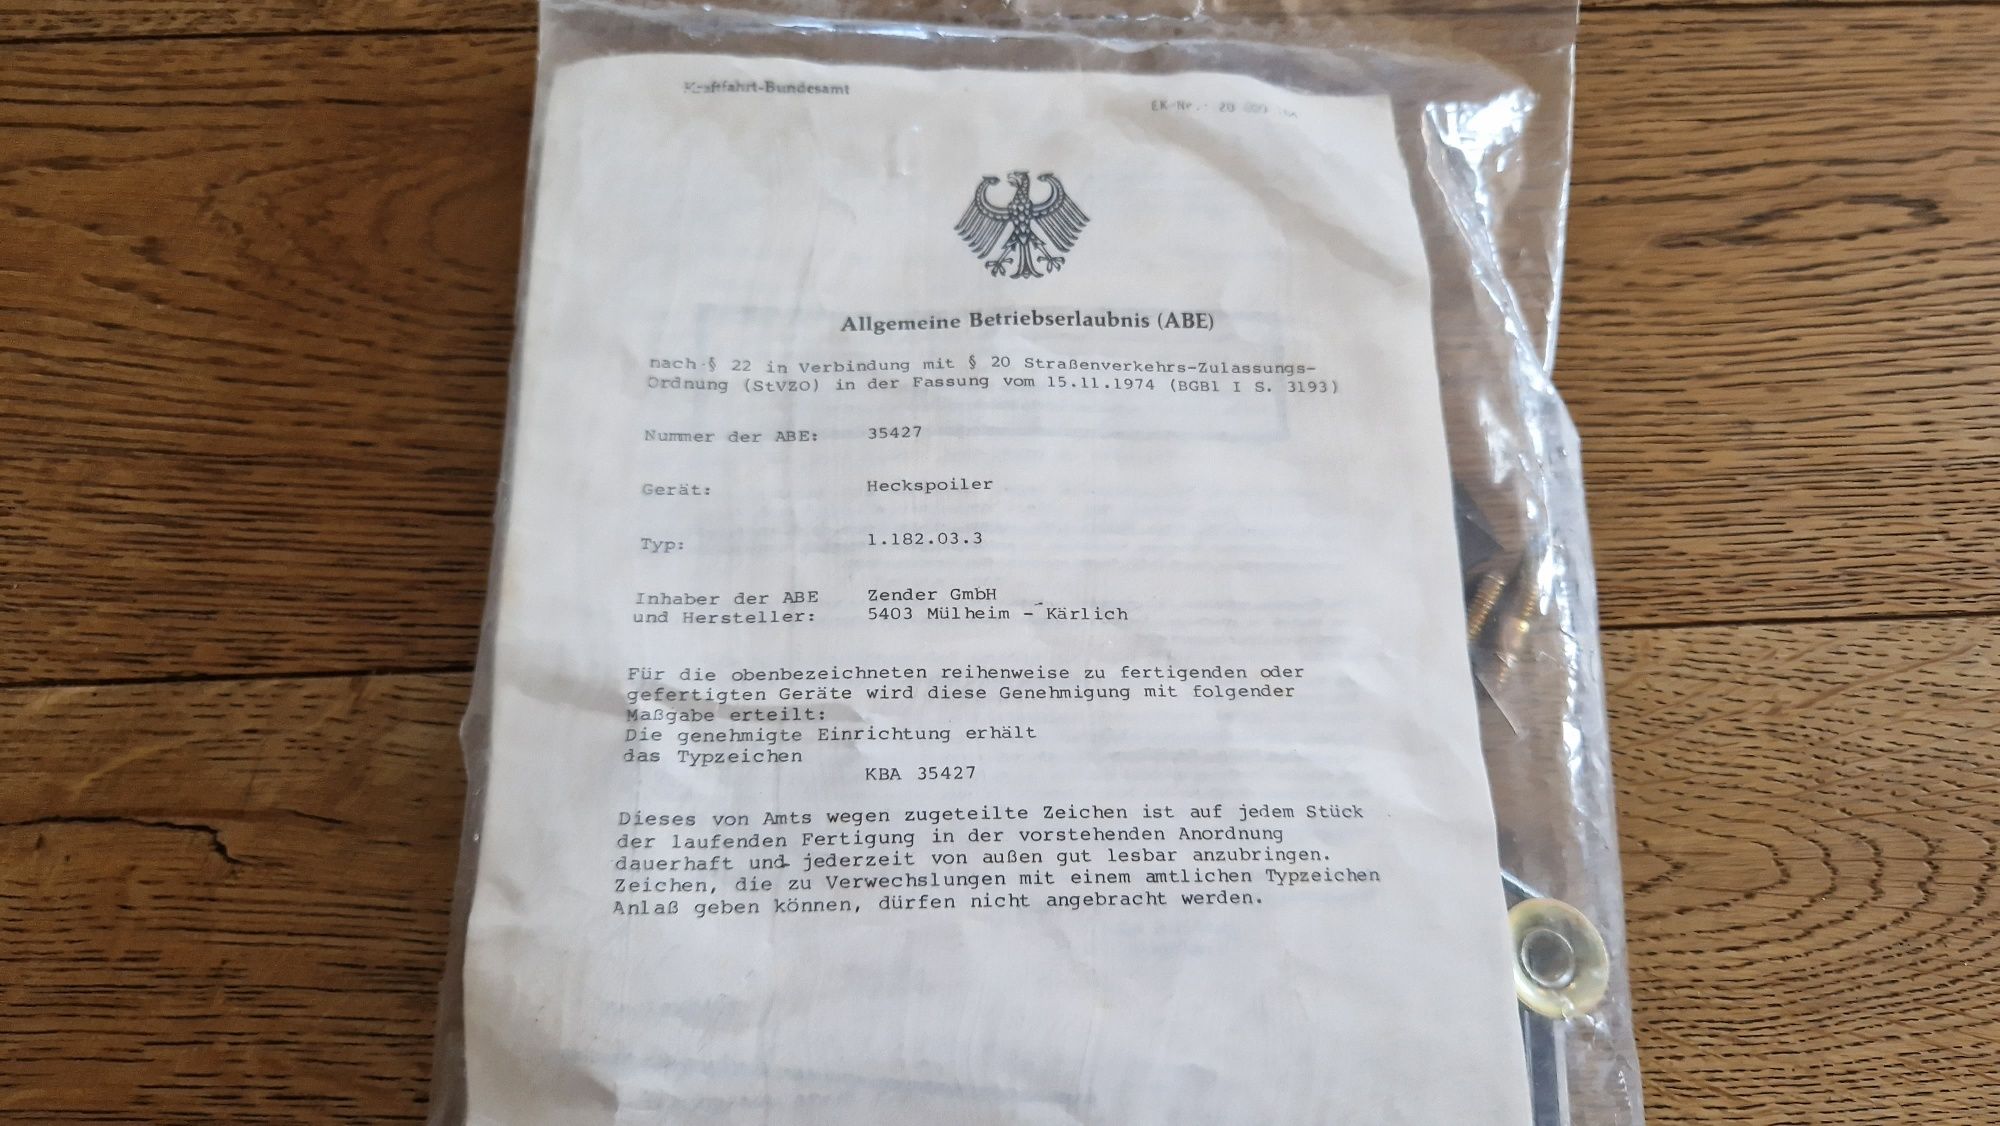 Kraftfahrt-Bundesamt
EK-Nr.: 20
Allgemeine Betriebserlaubnis (ABE)
nach § 22 in Verbindung mit § 20 Straßenverkehrs-Zulassungs-
Ordnung (StVZO) in der Fassung vom 15.11.1974 (BGBl I S. 3193)
Nummer der ABE: 35427
Gerät: Heckspoiler
Typ: 1.182.03.3
Inhaber der ABE Zender GmbH
und Hersteller: 5403 Mülheim - Kärlich
Für die obenbezeichneten reihenweise zu fertigenden oder
gefertigten Geräte wird diese Genehmigung mit folgender
Maßgabe erteilt:
Die genehmigte Einrichtung erhält
das Typzeichen
KBA 35427
Dieses von Amts wegen zugeteilte Zeichen ist auf jedem Stück
der laufenden Fertigung in der vorstehenden Anordnung
dauerhaft und jederzeit von außen gut lesbar anzubringen.
Zeichen, die zu Verwechslungen mit einem amtlichen Typzeichen
Anlaß geben können, dürfen nicht angebracht werden.